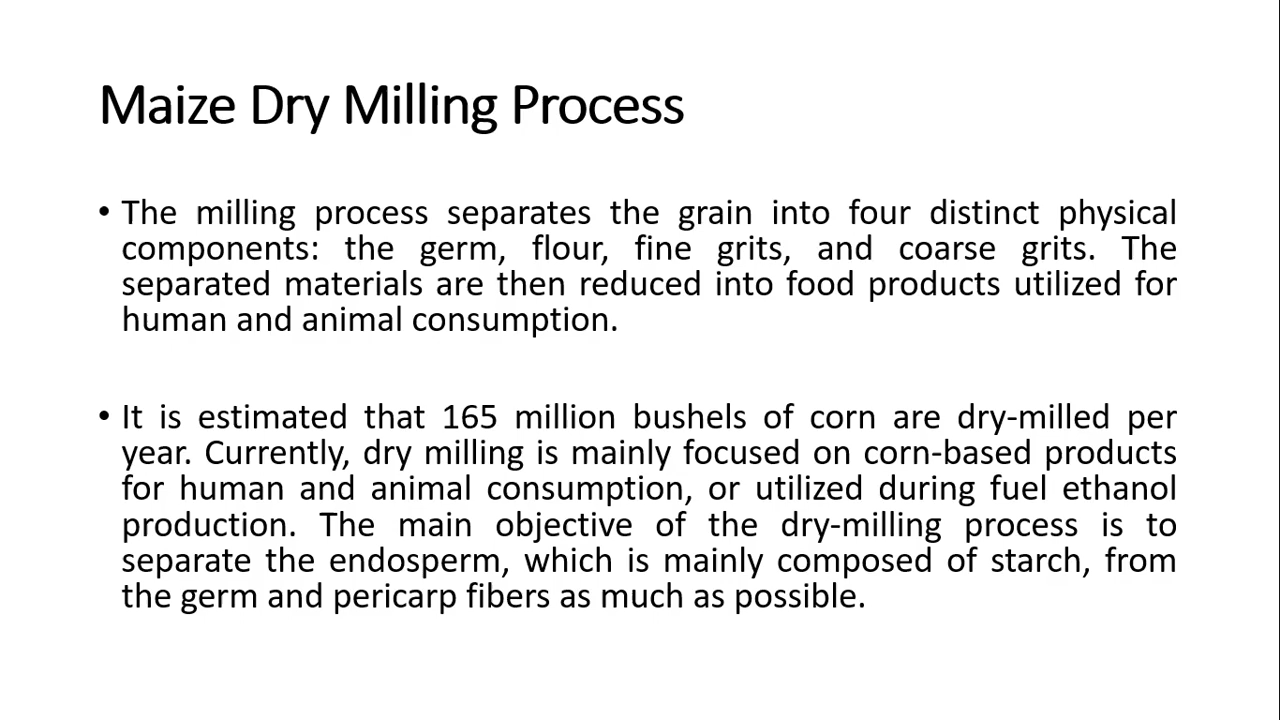 Maize Dry Milling Process
• The milling process separates the grain into four distinct physical
components: the germ, flour, fine grits, and coarse grits. The
separated materials are then reduced into food products utilized for
human and animal consumption.
• It is estimated that 165 million bushels of corn are dry-milled per
year. Currently, dry milling is mainly focused on corn-based products
for human and animal consumption, or utilized during fuel ethanol
production. The main objective of the dry-milling process is to
separate the endosperm, which is mainly composed of starch, from
the germ and pericarp fibers as much as possible.